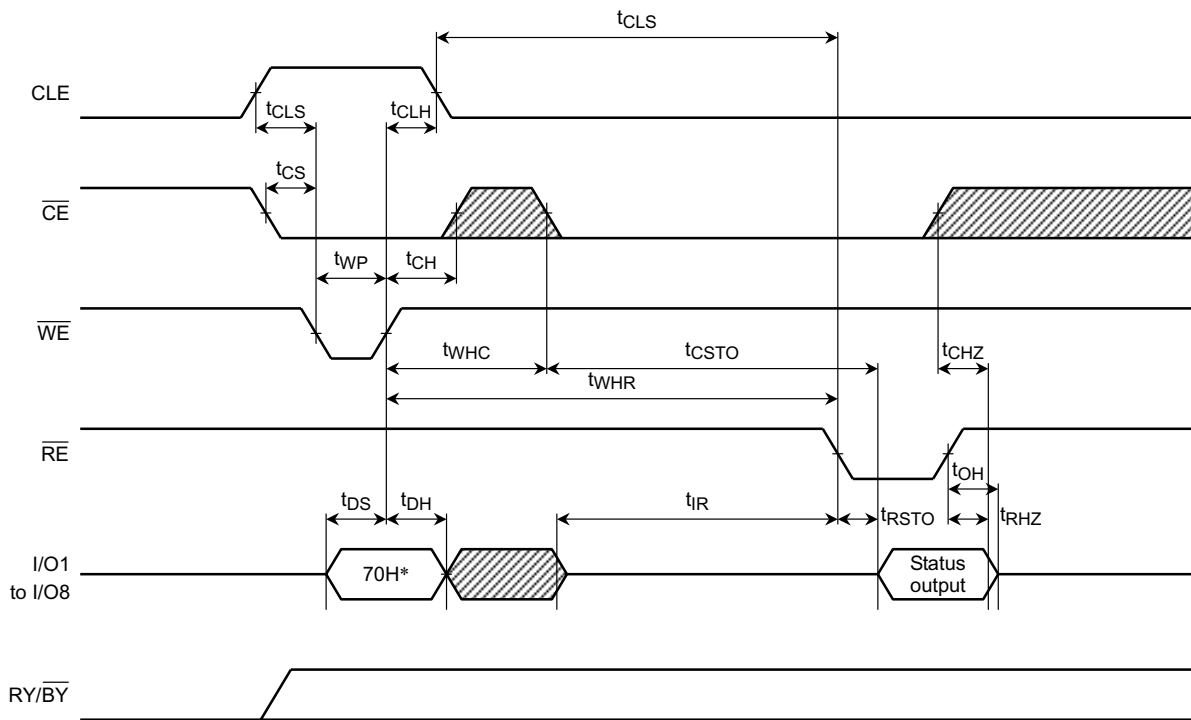 tCLS
CLE
tCLS
tCLH
tCS
CE
tWP
tCH
WE
tWHC
tCSTO
tCHZ
tWHR
RE
tOH
tDS
tDH
tIR
tRSTO
tRHZ
I/O1
to I/O8
70H*
Status
output
RY/BY